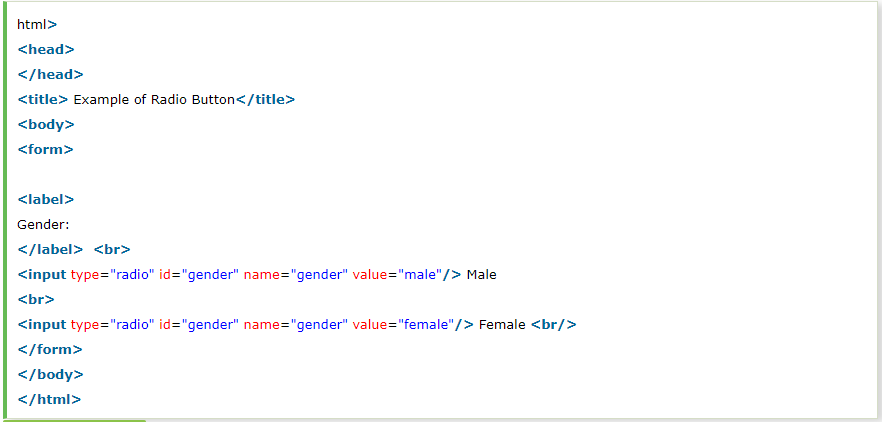 html>
<head>
</head>
<title> Example of Radio Button</title>
<body>
<form>
<label>
Gender:
</label>  <br>
<input type="radio" id="gender" name="gender" value="male"/> Male
<br>
<input type="radio" id="gender" name="gender" value="female"/> Female <br/>
</form>
</body>
</html>